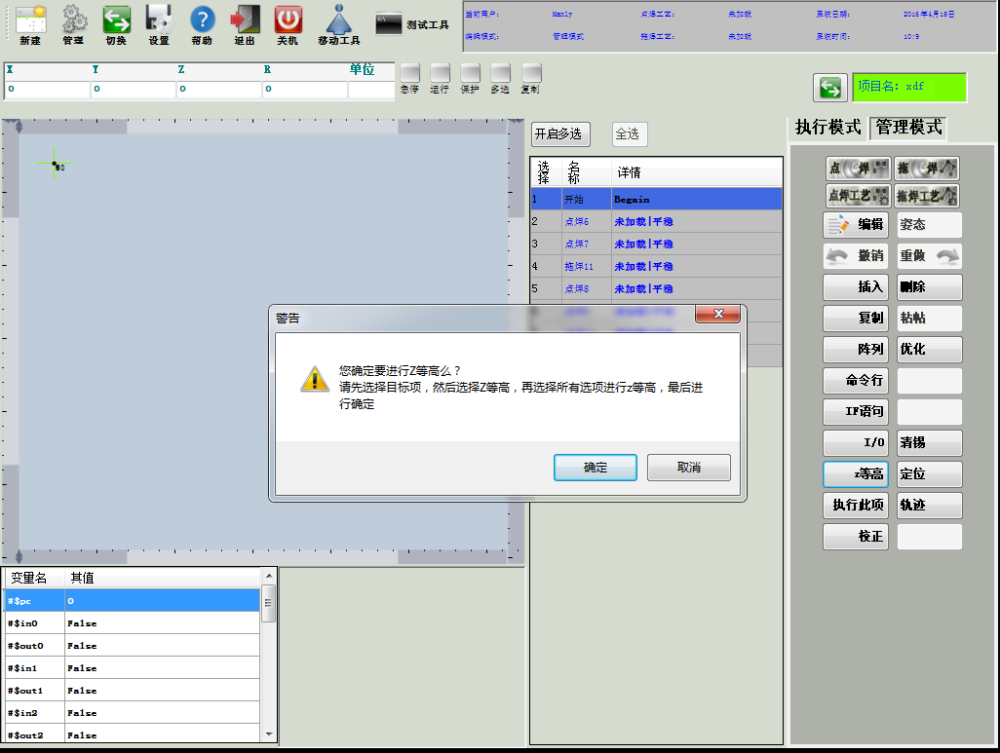 新建 管理 切换 设置 帮助 退出 关机 移动工具 测试工具
当前用户: Manly 点焊工艺: 未加载 系统日期: 2016年4月15日
编辑模式: 管理模式 拖焊工艺: 未加载 系统时间: 10:9
X Y Z R 单位
0 0 0 0
急停 运行 保护 多选 复制
项目名: xdf
执行模式 管理模式
开启多选 全选
选择 名称 详情
1 开始 Begain
2 点焊6 未加载|平稳
3 点焊7 未加载|平稳
4 拖焊11 未加载|平稳
5 点焊8 未加载|平稳
警告
您确定要进行Z等高么？
请先选择目标项，然后选择Z等高，再选择所有选项进行z等高，最后进
行确定
确定 取消
点 焊 拖 焊
点焊工艺 拖焊工艺
编辑 姿态
撤销 重做
插入 删除
复制 粘帖
阵列 优化
命令行
IF语句
I/O 清锡
z等高 定位
执行此项 轨迹
校正
变量名 其值
#$pc 0
#$in0 False
#$out0 False
#$in1 False
#$out1 False
#$in2 False
#$out2 False